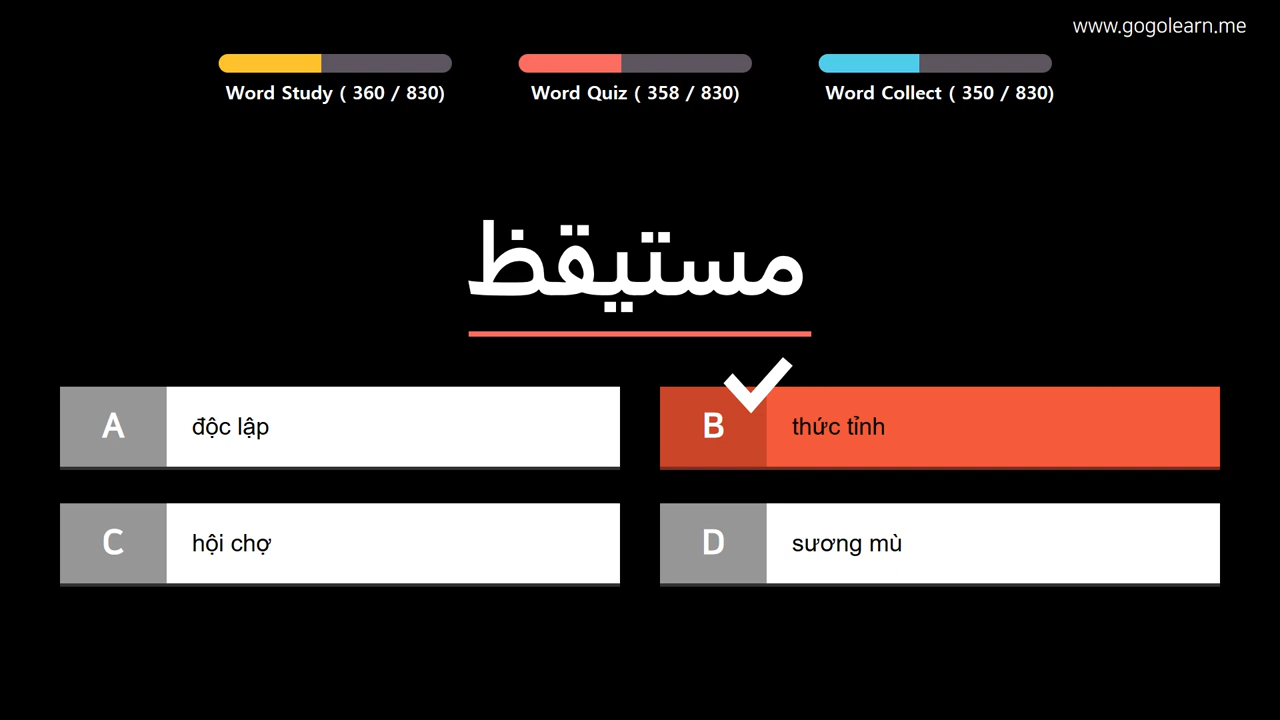 www.gogolearn.me
Word Study ( 360 / 830)
Word Quiz ( 358 / 830)
Word Collect ( 350 / 830)
مستيقظ
A độc lập
B thức tỉnh
C hội chợ
D sương mù